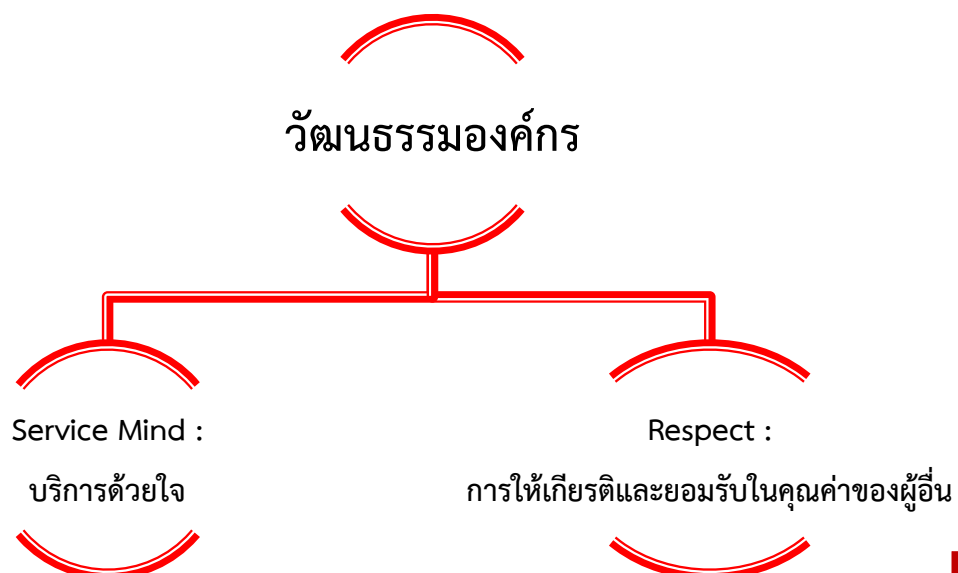 วัฒนธรรมองค์กร
Service Mind :
บริการด้วยใจ
Respect :
การให้เกียรติและยอมรับในคุณค่าของผู้อื่น